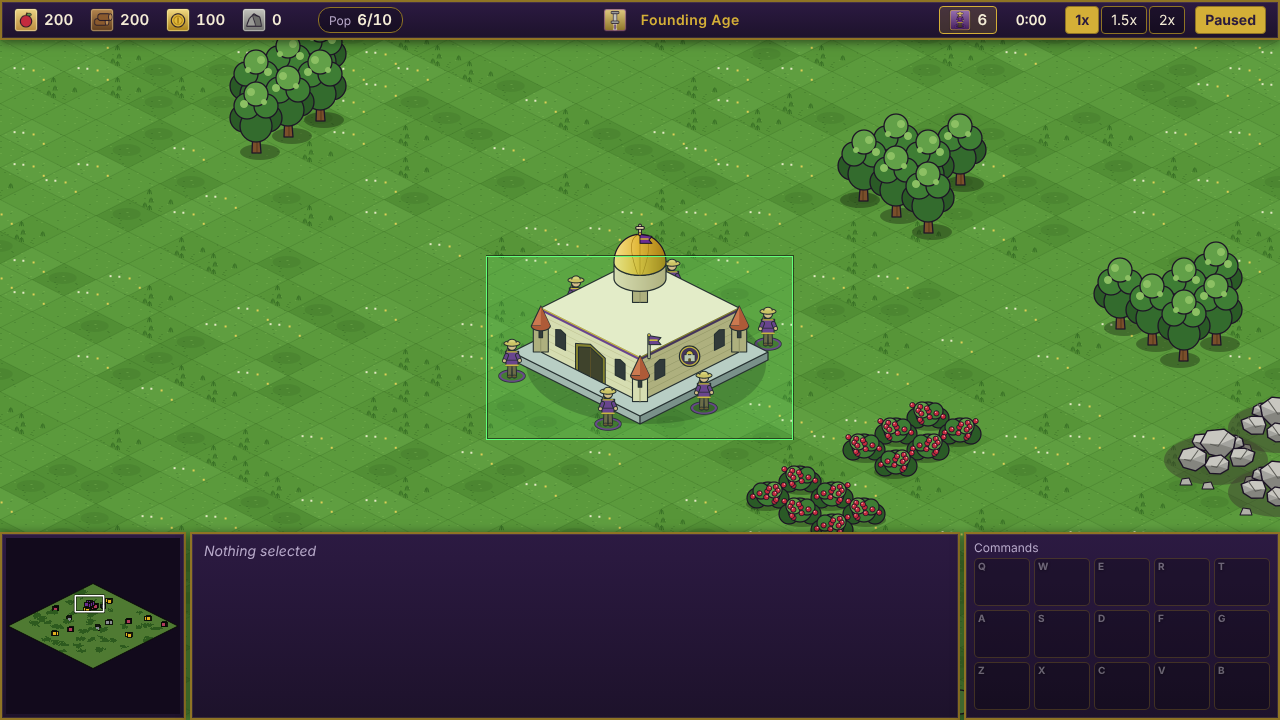 200
200
100
0
Pop 6/10
Founding Age
6
0:00
1x
1.5x
2x
Paused
Nothing selected
Commands
Q W E R T
A S D F G
Z X C V B